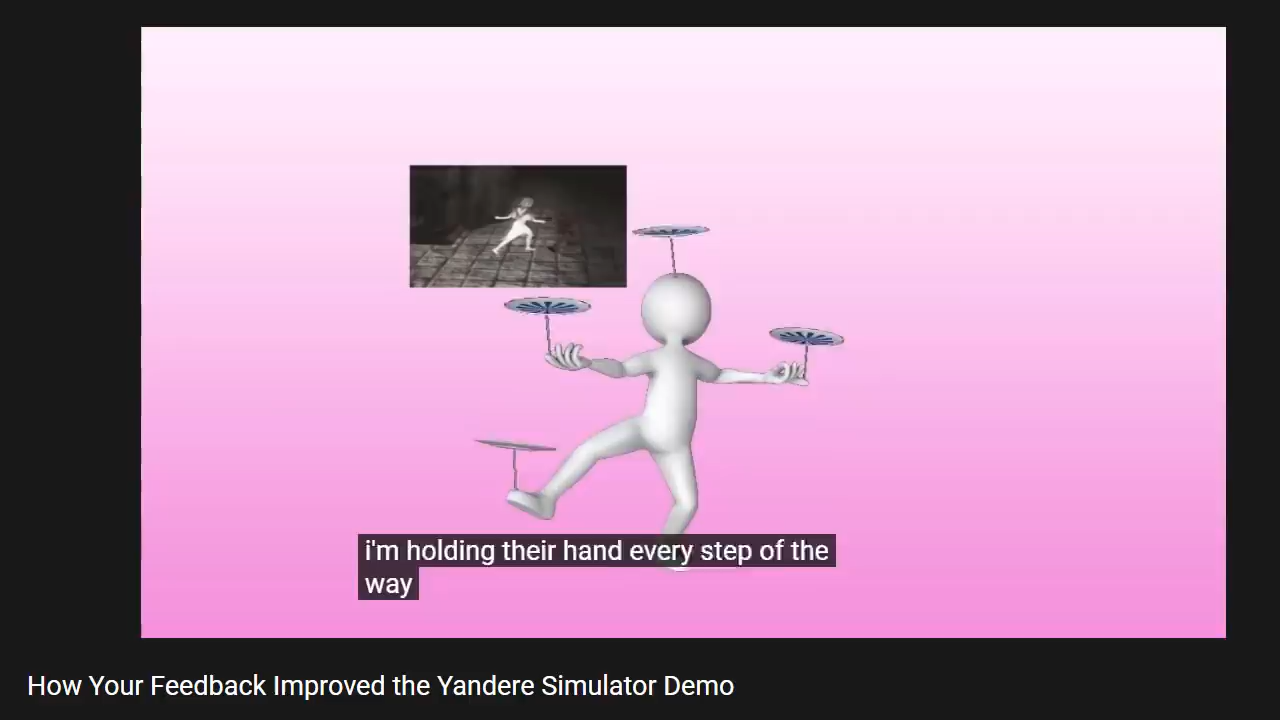 i'm holding their hand every step of the
way
How Your Feedback Improved the Yandere Simulator Demo